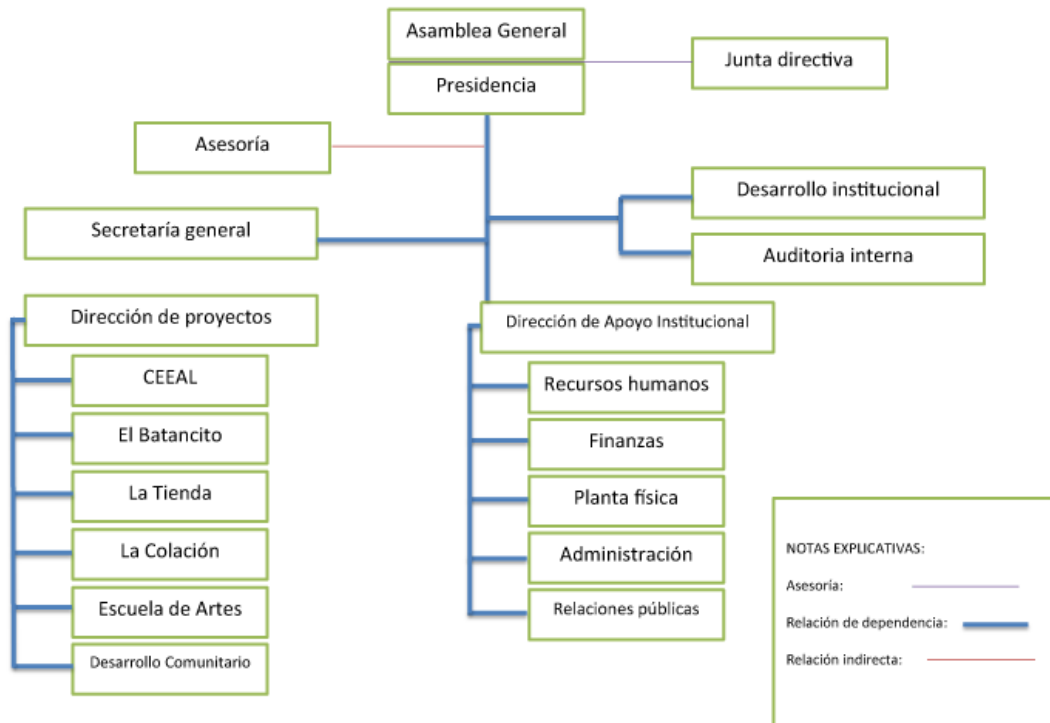 Asamblea General
Junta directiva
Presidencia
Asesoría
Desarrollo institucional
Secretaría general
Auditoria interna
Dirección de proyectos
CEEAL
El Batancito
La Tienda
La Colación
Escuela de Artes
Desarrollo Comunitario
Dirección de Apoyo Institucional
Recursos humanos
Finanzas
Planta física
Administración
Relaciones públicas
NOTAS EXPLICATIVAS:
Asesoría:
Relación de dependencia:
Relación indirecta: